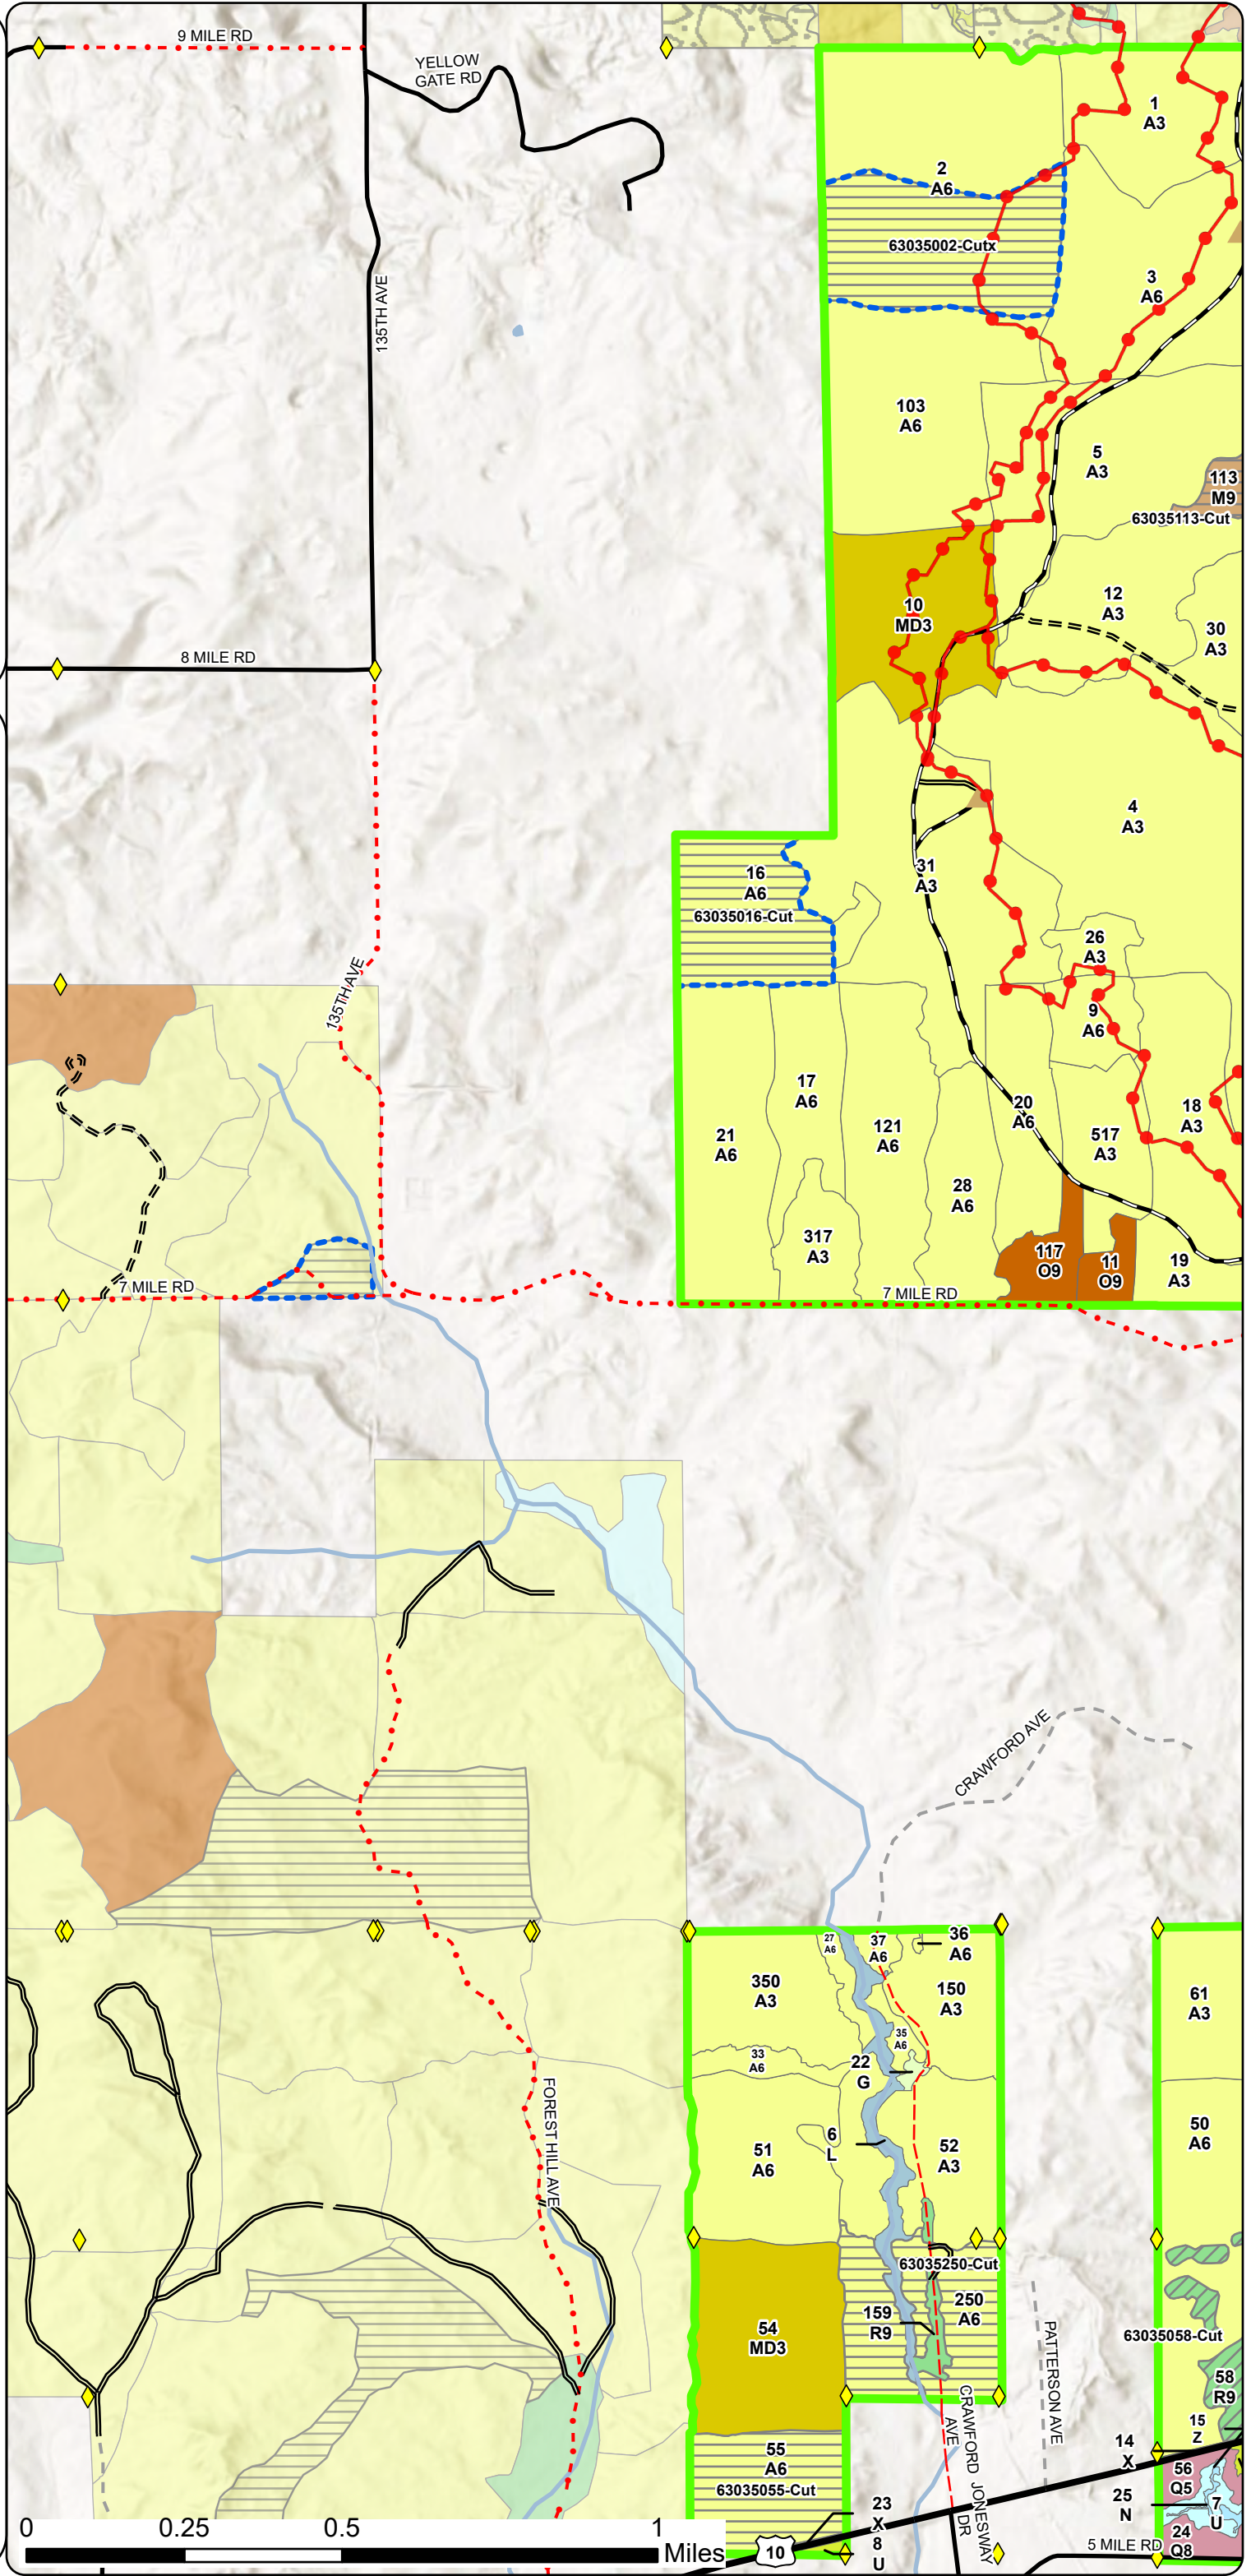 9 MILE RD
YELLOW
GATE RD
1
A3
2
A6
63035002-Cutx
3
A6
135TH AVE
103
A6
5
A3
113
M9
63035113-Cut
10
MD3
12
A3
30
A3
8 MILE RD
4
A3
16
A6
63035016-Cut
31
A3
26
A3
135TH AVE
9
A6
17
A6
20
A6
18
A3
21
A6
121
A6
517
A3
28
A6
317
A3
117
O9
11
O9
19
A3
7 MILE RD
7 MILE RD
CRAWFORD AVE
27
A6
37
A6
36
A6
350
A3
150
A3
61
A3
35
A6
33
A6
22
G
FOREST HILL AVE
51
A6
6
L
52
A3
50
A6
63035250-Cut
250
A6
159
R9
54
MD3
PATTERSON AVE
63035058-Cut
58
R9
CRAWFORD
AVE
15
Z
14
X
55
A6
63035055-Cut
56
Q5
25
N
7
U
23
X
8
U
JONESWAY
DR
24
Q8
5 MILE RD
10
0 0.25 0.5 1
Miles